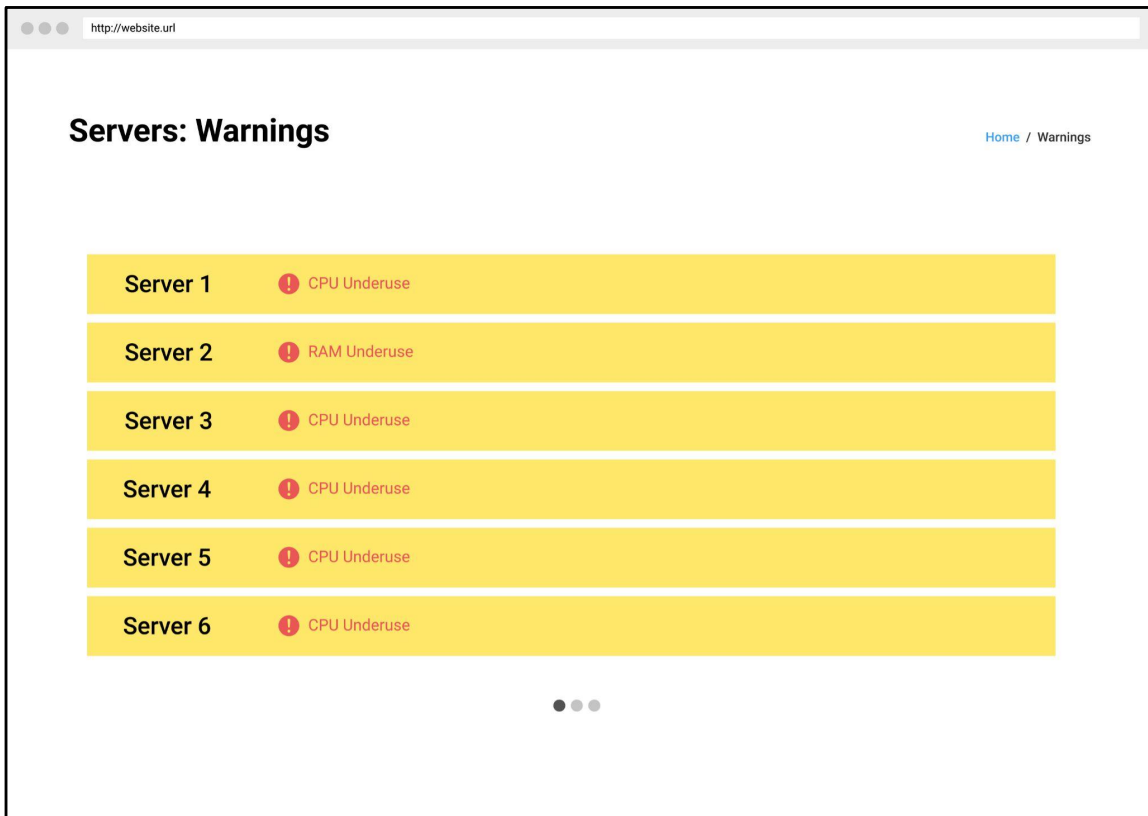 http://website.url
Servers: Warnings
Home / Warnings
Server 1 CPU Underuse
Server 2 RAM Underuse
Server 3 CPU Underuse
Server 4 CPU Underuse
Server 5 CPU Underuse
Server 6 CPU Underuse